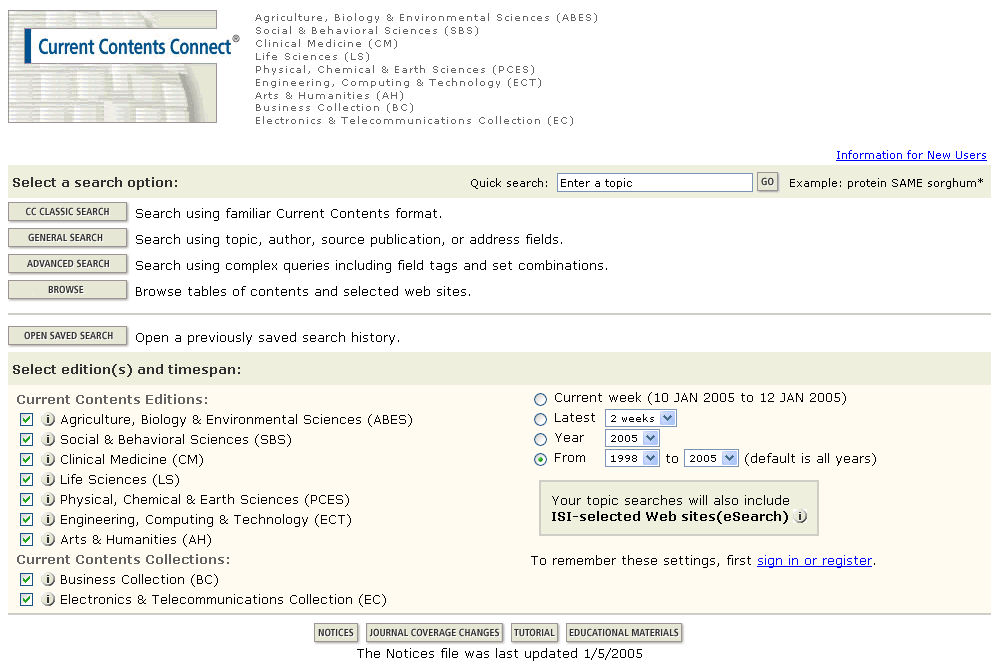 Current Contents Connect®
Agriculture, Biology & Environmental Sciences (ABES)
Social & Behavioral Sciences (SBS)
Clinical Medicine (CM)
Life Sciences (LS)
Physical, Chemical & Earth Sciences (PCES)
Engineering, Computing & Technology (ECT)
Arts & Humanities (AH)
Business Collection (BC)
Electronics & Telecommunications Collection (EC)
Information for New Users
Select a search option: Quick search: Enter a topic GO Example: protein SAME sorghum*
CC CLASSIC SEARCH Search using familiar Current Contents format.
GENERAL SEARCH Search using topic, author, source publication, or address fields.
ADVANCED SEARCH Search using complex queries including field tags and set combinations.
BROWSE Browse tables of contents and selected web sites.
OPEN SAVED SEARCH Open a previously saved search history.
Select edition(s) and timespan:
Current Contents Editions:
Agriculture, Biology & Environmental Sciences (ABES)
Social & Behavioral Sciences (SBS)
Clinical Medicine (CM)
Life Sciences (LS)
Physical, Chemical & Earth Sciences (PCES)
Engineering, Computing & Technology (ECT)
Arts & Humanities (AH)
Current Contents Collections:
Business Collection (BC)
Electronics & Telecommunications Collection (EC)
Current week (10 JAN 2005 to 12 JAN 2005)
Latest 2 weeks
Year 2005
From 1998 to 2005 (default is all years)
Your topic searches will also include
ISI-selected Web sites(eSearch) i
To remember these settings, first sign in or register.
NOTICES JOURNAL COVERAGE CHANGES TUTORIAL EDUCATIONAL MATERIALS
The Notices file was last updated 1/5/2005